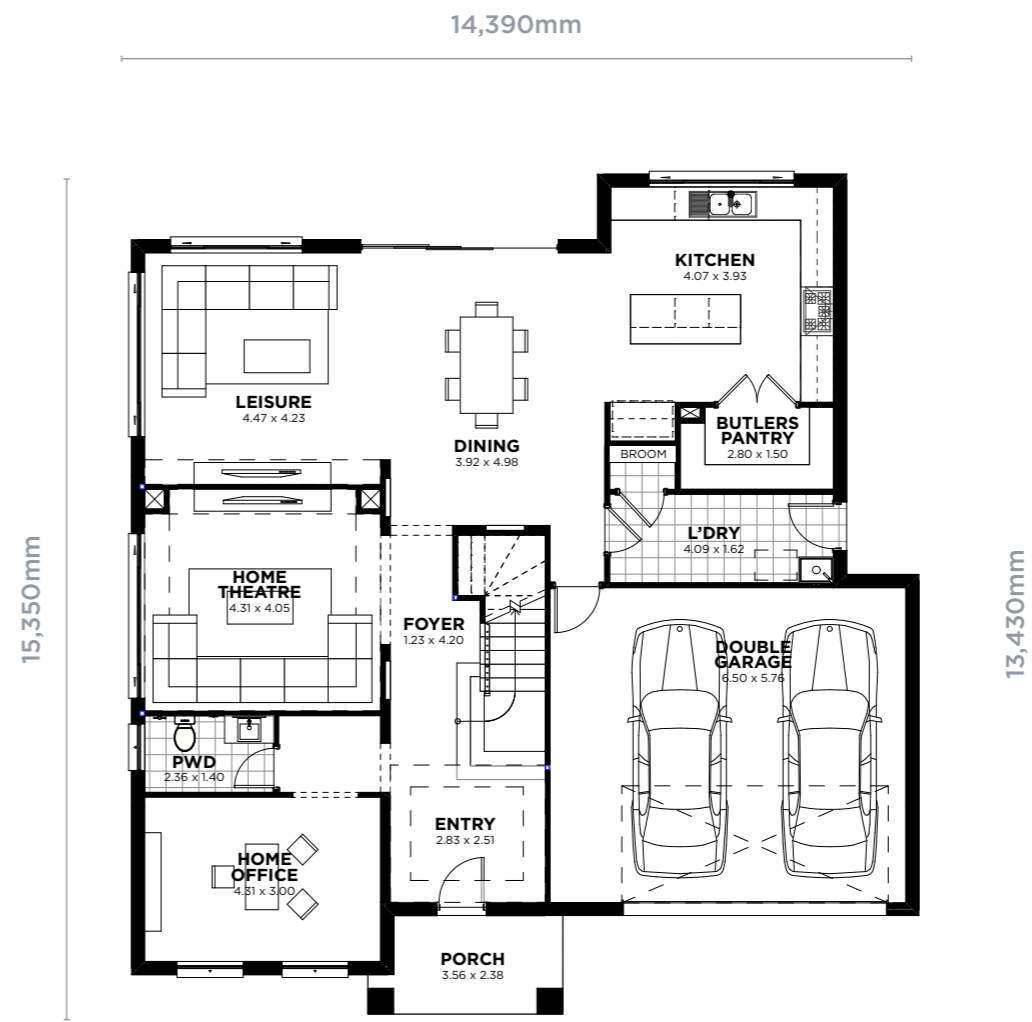 14,390mm
KITCHEN
4.07 x 3.93
LEISURE
4.47 x 4.23
DINING
3.92 x 4.98
BUTLERS
PANTRY
2.80 x 1.50
BROOM
L'DRY
4.09 x 1.62
HOME
THEATRE
4.31 x 4.05
FOYER
1.23 x 4.20
15,350mm
13,430mm
DOUBLE
GARAGE
6.50 x 5.76
PWD
2.36 x 1.40
ENTRY
2.83 x 2.51
HOME
OFFICE
4.31 x 3.00
PORCH
3.56 x 2.38